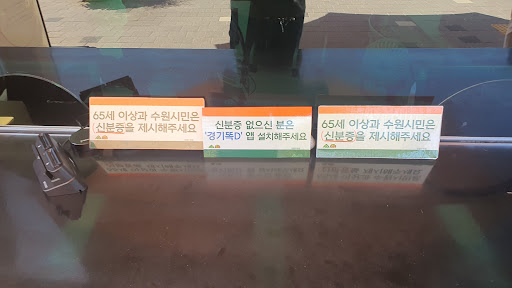 65세 이상과 수원시민은
신분증을 제시해주세요
신분증 없으신 분은
'경기똑D' 앱 설치해주세요
65세 이상과 수원시민은
신분증을 제시해주세요